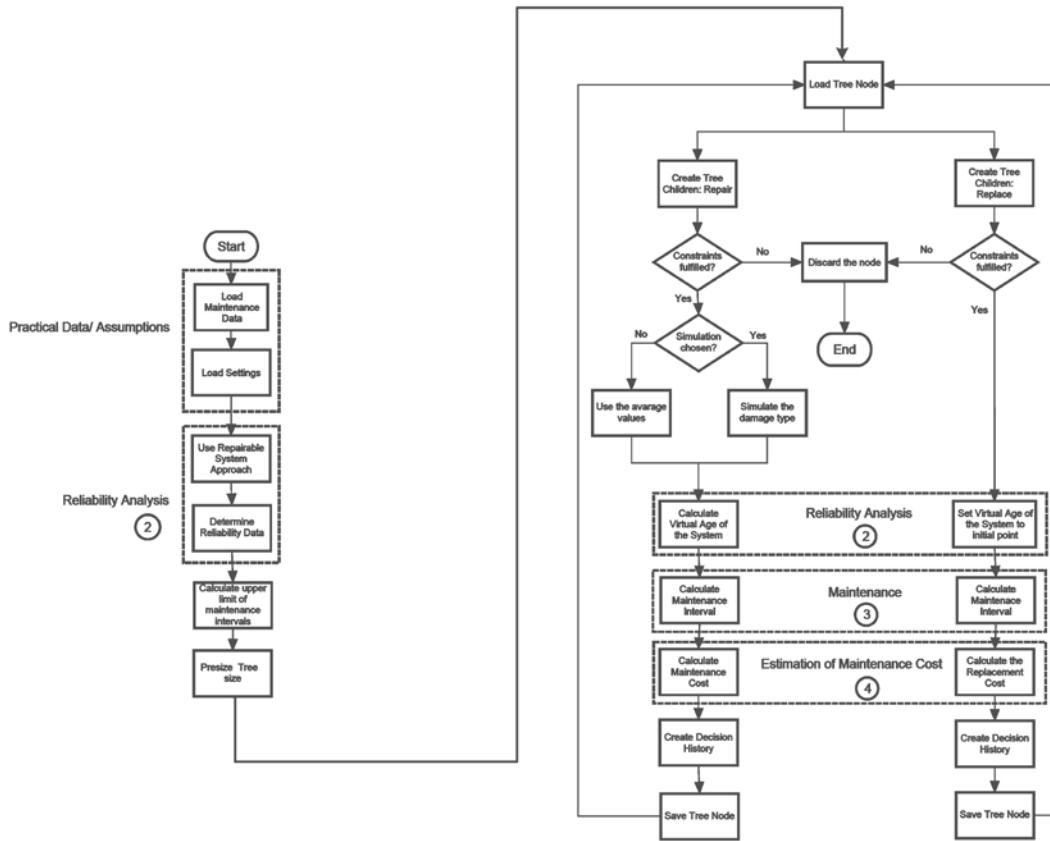 Start
Practical Data/ Assumptions
Load
Maintenance
Data
Load Settings
Reliability Analysis
2
Use Repairable
System
Approach
Determine
Reliability Data
Calculate upper
limit of
maintenance
intervals
Presize Tree
size
Load Tree Node
Create Tree
Children: Repair
Create Tree
Children:
Replace
Constraints
fulfilled?
No
Discard the node
No
Constraints
fulfilled?
Yes
Yes
End
No
Simulation
chosen?
Yes
Use the avarage
values
Simulate the
damage type
Calculate
Virtual Age of
the System
Reliability Analysis
2
Set Virtual Age of
the System to
initial point
Calculate
Maintenance
Interval
Maintenance
3
Calculate
Maintenace
Interval
Calculate
Maintenance
Cost
Estimation of Maintenance Cost
4
Calculate the
Replacement
Cost
Create Decision
History
Create Decision
History
Save Tree Node
Save Tree Node